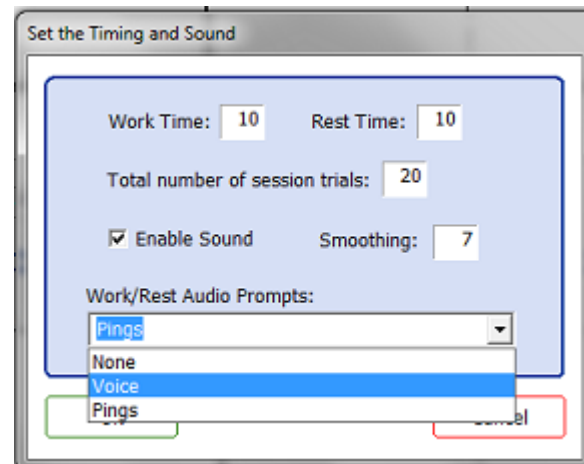 Set the Timing and Sound
Work Time: 10 Rest Time: 10
Total number of session trials: 20
Enable Sound Smoothing: 7
Work/Rest Audio Prompts:
Pings
None
Voice
Pings